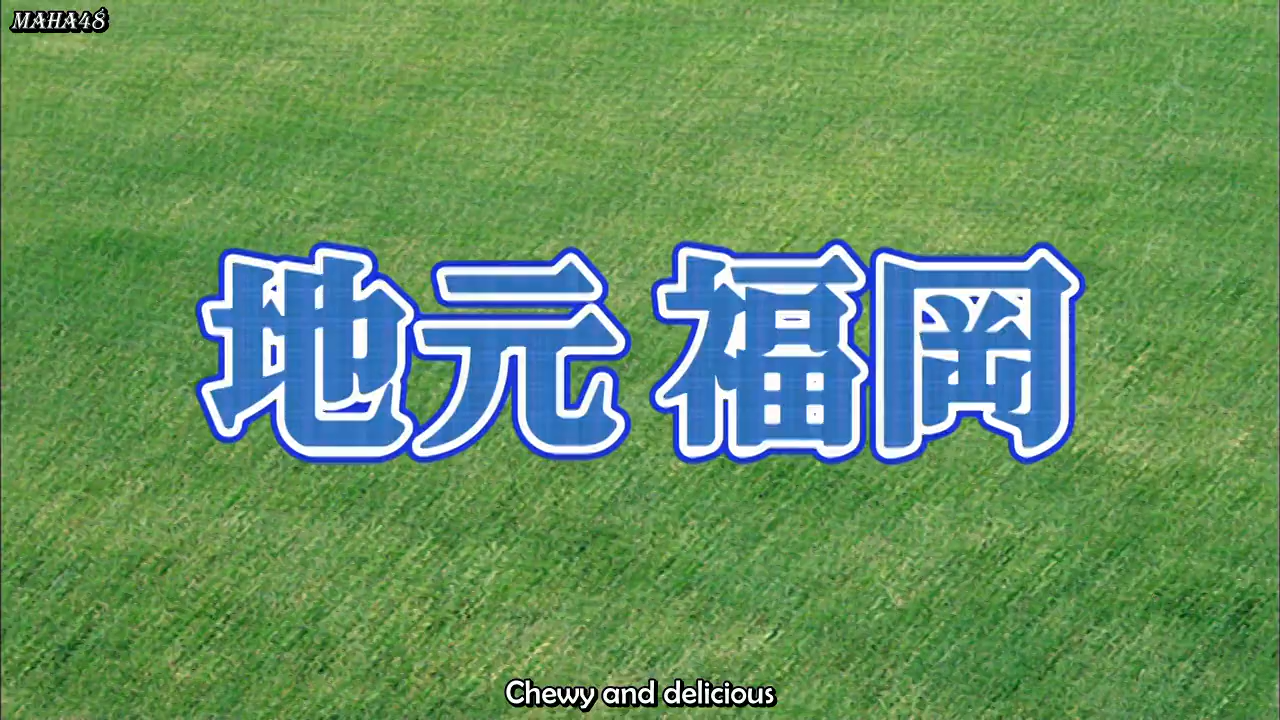 MAHA48
地元 福岡
Chewy and delicious